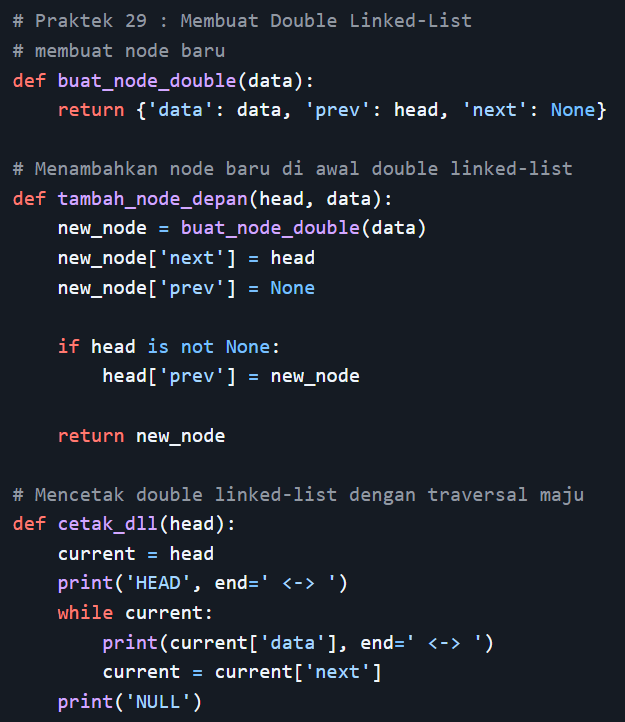 # Praktek 29 : Membuat Double Linked-List
# membuat node baru
def buat_node_double(data):
    return {'data': data, 'prev': head, 'next': None}

# Menambahkan node baru di awal double linked-list
def tambah_node_depan(head, data):
    new_node = buat_node_double(data)
    new_node['next'] = head
    new_node['prev'] = None

    if head is not None:
        head['prev'] = new_node

    return new_node

# Mencetak double linked-list dengan traversal maju
def cetak_dll(head):
    current = head
    print('HEAD', end=' <-> ')
    while current:
        print(current['data'], end=' <-> ')
        current = current['next']
    print('NULL')